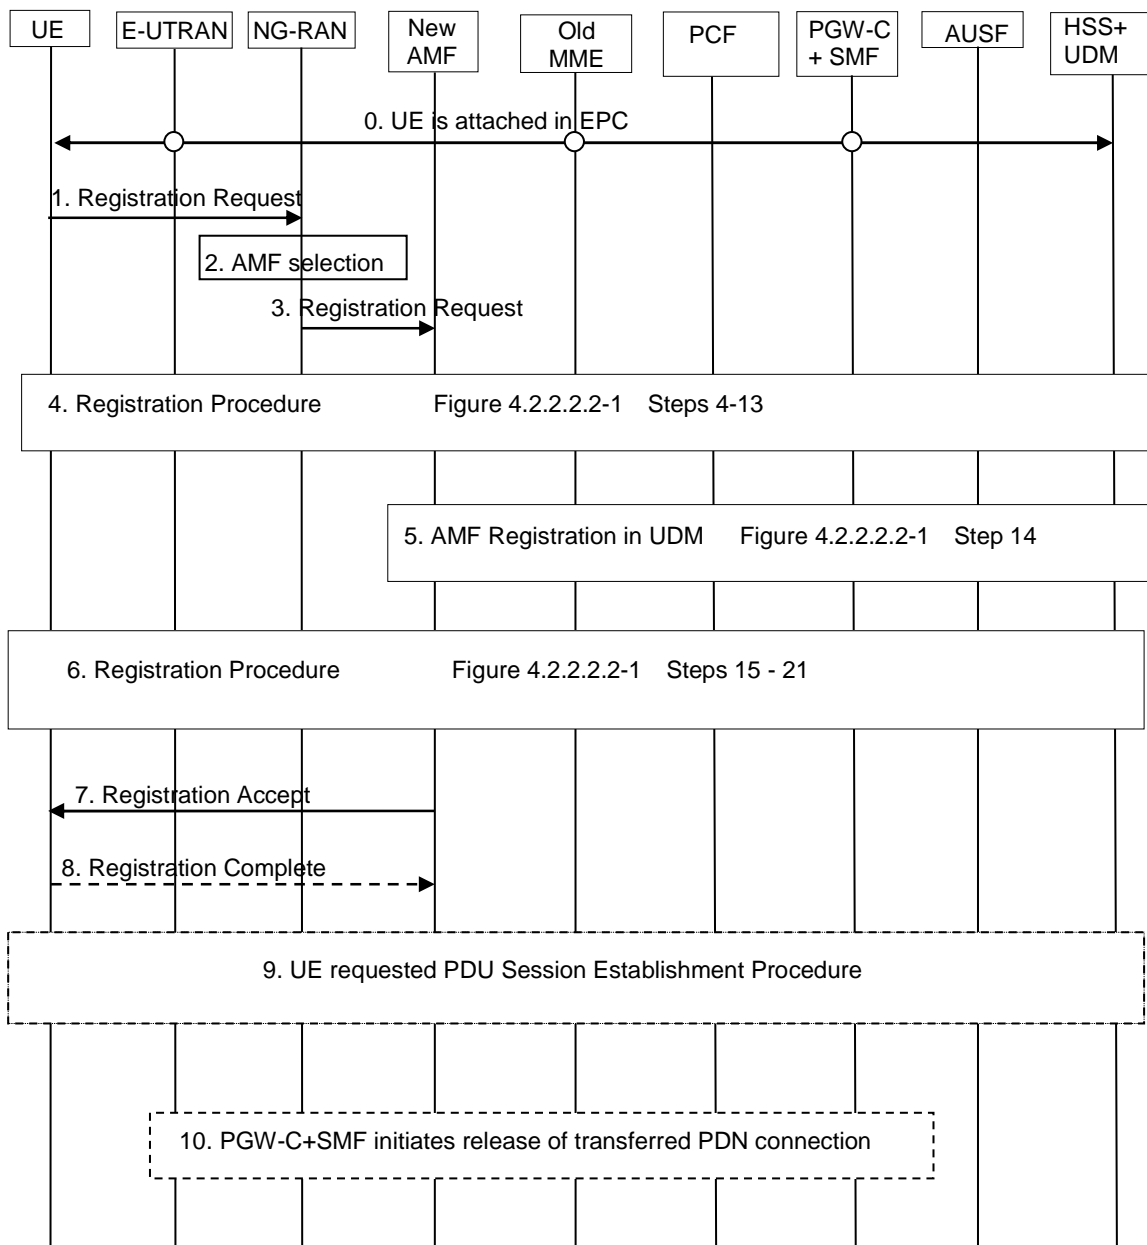 UE
E-UTRAN
NG-RAN
New
AMF
Old
MME
PCF
PGW-C
+ SMF
AUSF
HSS+
UDM
0. UE is attached in EPC
1. Registration Request
2. AMF selection
3. Registration Request
4. Registration Procedure Figure 4.2.2.2.2-1 Steps 4-13
5. AMF Registration in UDM Figure 4.2.2.2.2-1 Step 14
6. Registration Procedure Figure 4.2.2.2.2-1 Steps 15 - 21
7. Registration Accept
8. Registration Complete
9. UE requested PDU Session Establishment Procedure
10. PGW-C+SMF initiates release of transferred PDN connection